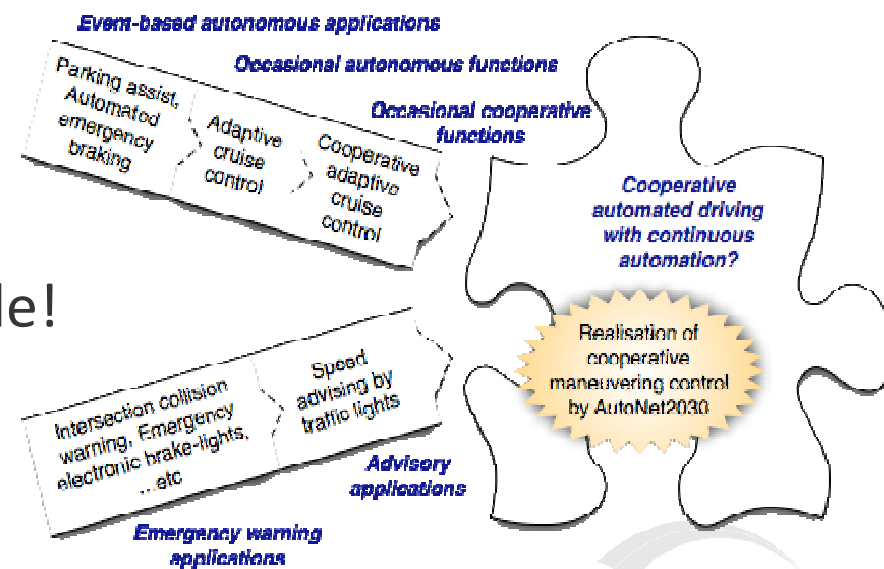 Event-based autonomous applications
Occasional autonomous functions
Occasional cooperative
functions
Parking assist,
Automated
emergency
braking
Adaptive
cruise
control
Cooperative
adaptive
cruise
control
Cooperative
automated driving
with continuous
automation?
le!
Realisation of
cooperative
maneuvering control
by AutoNet2030
Speed
advising by
traffic lights
Intersection collision
warning, Emergency
electronic brake-lights,
...etc
Advisory
applications
Emergency warning
applications